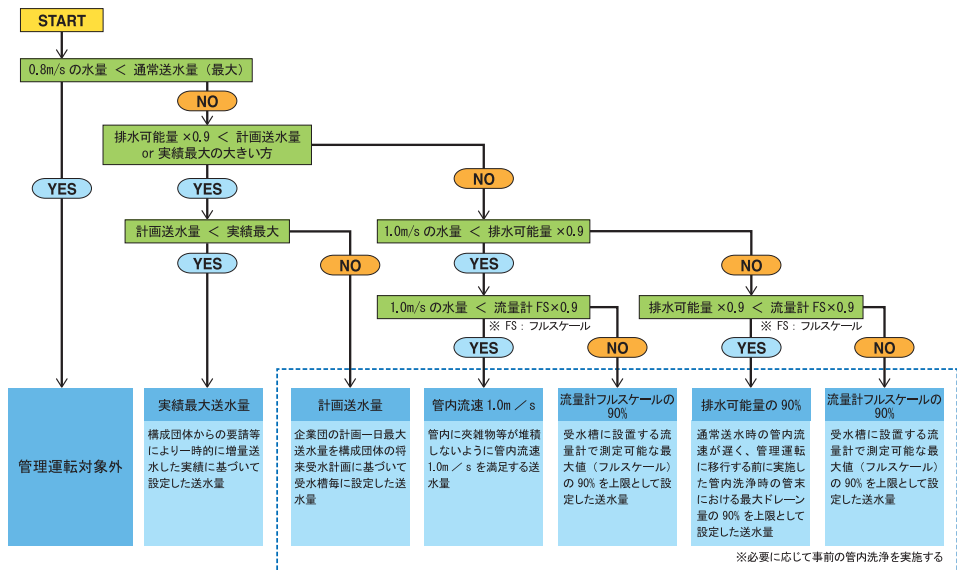 START
0.8m/s の水量 ＜ 通常送水量（最大）
NO
排水可能量 ×0.9 ＜ 計画送水量
or 実績最大の大きい方
YES
YES
NO
計画送水量 ＜ 実績最大
1.0m/s の水量 ＜ 排水可能量 ×0.9
YES
NO
YES
NO
1.0m/s の水量 ＜ 流量計 FS×0.9
※ FS：フルスケール
排水可能量 ×0.9 ＜ 流量計 FS×0.9
※ FS：フルスケール
YES
NO
YES
NO
管理運転対象外
実績最大送水量
構成団体からの要請等
により一時的に増量送
水した実績に基づいて
設定した送水量
計画送水量
企業団の計画一日最大
送水量を構成団体の将
来受水計画に基づいて
受水槽毎に設定した送
水量
管内流速 1.0m ／ s
管内に夾雑物等が堆積
しないように管内流速
1.0m ／ s を満足する送
水量
流量計フルスケールの
90%
受水槽に設置する流
量計で測定可能な最
大値（フルスケール）
の 90% を上限として設
定した送水量
排水可能量の 90%
通常送水時の管内流
速が遅く、管理運転
に移行する前に実施し
た管内洗浄時の管末
における最大ドレーン
量の 90% を上限として
設定した送水量
流量計フルスケールの
90%
受水槽に設置する流
量計で測定可能な最
大値（フルスケール）
の 90% を上限として設
定した送水量
※必要に応じて事前の管内洗浄を実施する